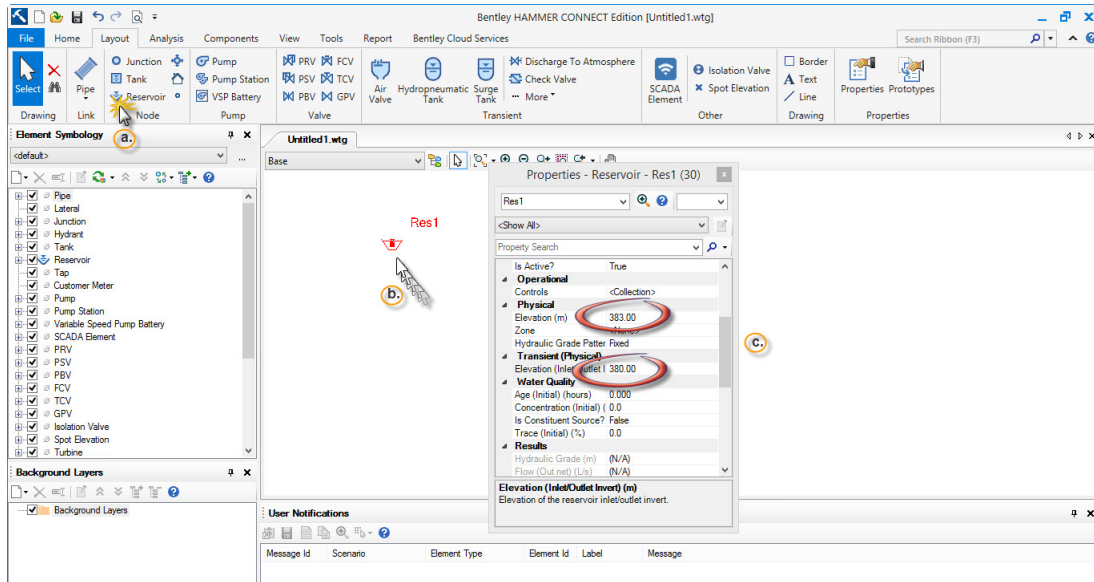 Bentley HAMMER CONNECT Edition [Untitled1.wtg]
File Home Layout Analysis Components View Tools Report Bentley Cloud Services Search Ribbon (F3)
Select
Pipe
Junction
Tank
Reservoir
Pump
Pump Station
VSP Battery
PRV FCV
PSV TCV
PBV GPV
Air Valve
Hydropneumatic Tank
Surge Tank
Discharge To Atmosphere
Check Valve
More
SCADA Element
Isolation Valve
Spot Elevation
Border
A Text
Line
Properties Prototypes
Drawing Link Node Pump Valve Transient Other Drawing Properties
a.
Element Symbology
<default>
...
Pipe
Lateral
Junction
Hydrant
Tank
Reservoir
Tap
Customer Meter
Pump
Pump Station
Variable Speed Pump Battery
SCADA Element
PRV
PSV
PBV
FCV
TCV
GPV
Isolation Valve
Spot Elevation
Turbine
Background Layers
Background Layers
Untitled1.wtg
Base
Res1
b.
Properties - Reservoir - Res1 (30)
x
Res1
<Show All>
Property Search
Is Active? True
Operational
Controls <Collection>
Physical
Elevation (m) 383.00
Zone <None>
Hydraulic Grade Patter Fixed
Transient (Physical)
Elevation (Inlet/Outlet I 380.00
Water Quality
Age (Initial) (hours) 0.000
Concentration (Initial) ( 0.0
Is Constituent Source? False
Trace (Initial) (%) 0.0
Results
Hydraulic Grade (m) (N/A)
Flow (Out net) (L/s) (N/A)
Elevation (Inlet/Outlet Invert) (m)
Elevation of the reservoir inlet/outlet invert.
c.
User Notifications
Message Id Scenario Element Type Element Id Label Message